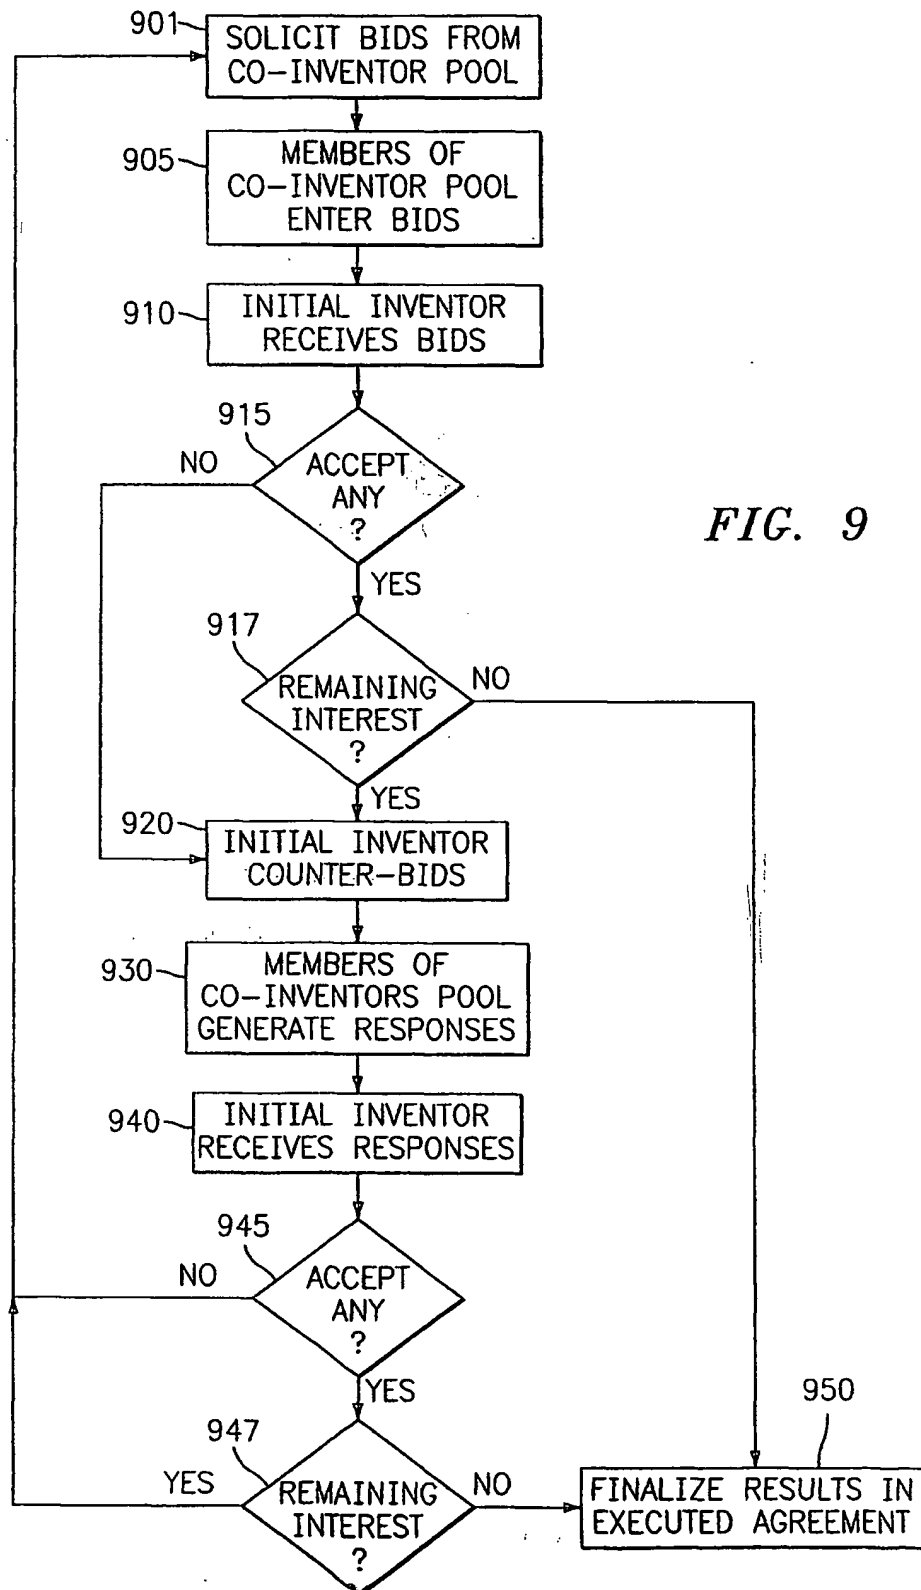 901
SOLICIT BIDS FROM
CO-INVENTOR POOL
905
MEMBERS OF
CO-INVENTOR POOL
ENTER BIDS
910
INITIAL INVENTOR
RECEIVES BIDS
915
NO
ACCEPT
ANY
?
FIG. 9
YES
917
REMAINING
INTEREST
?
NO
YES
920
INITIAL INVENTOR
COUNTER-BIDS
930
MEMBERS OF
CO-INVENTORS POOL
GENERATE RESPONSES
940
INITIAL INVENTOR
RECEIVES RESPONSES
945
NO
ACCEPT
ANY
?
YES
947
YES
REMAINING
INTEREST
?
NO
950
FINALIZE RESULTS IN
EXECUTED AGREEMENT